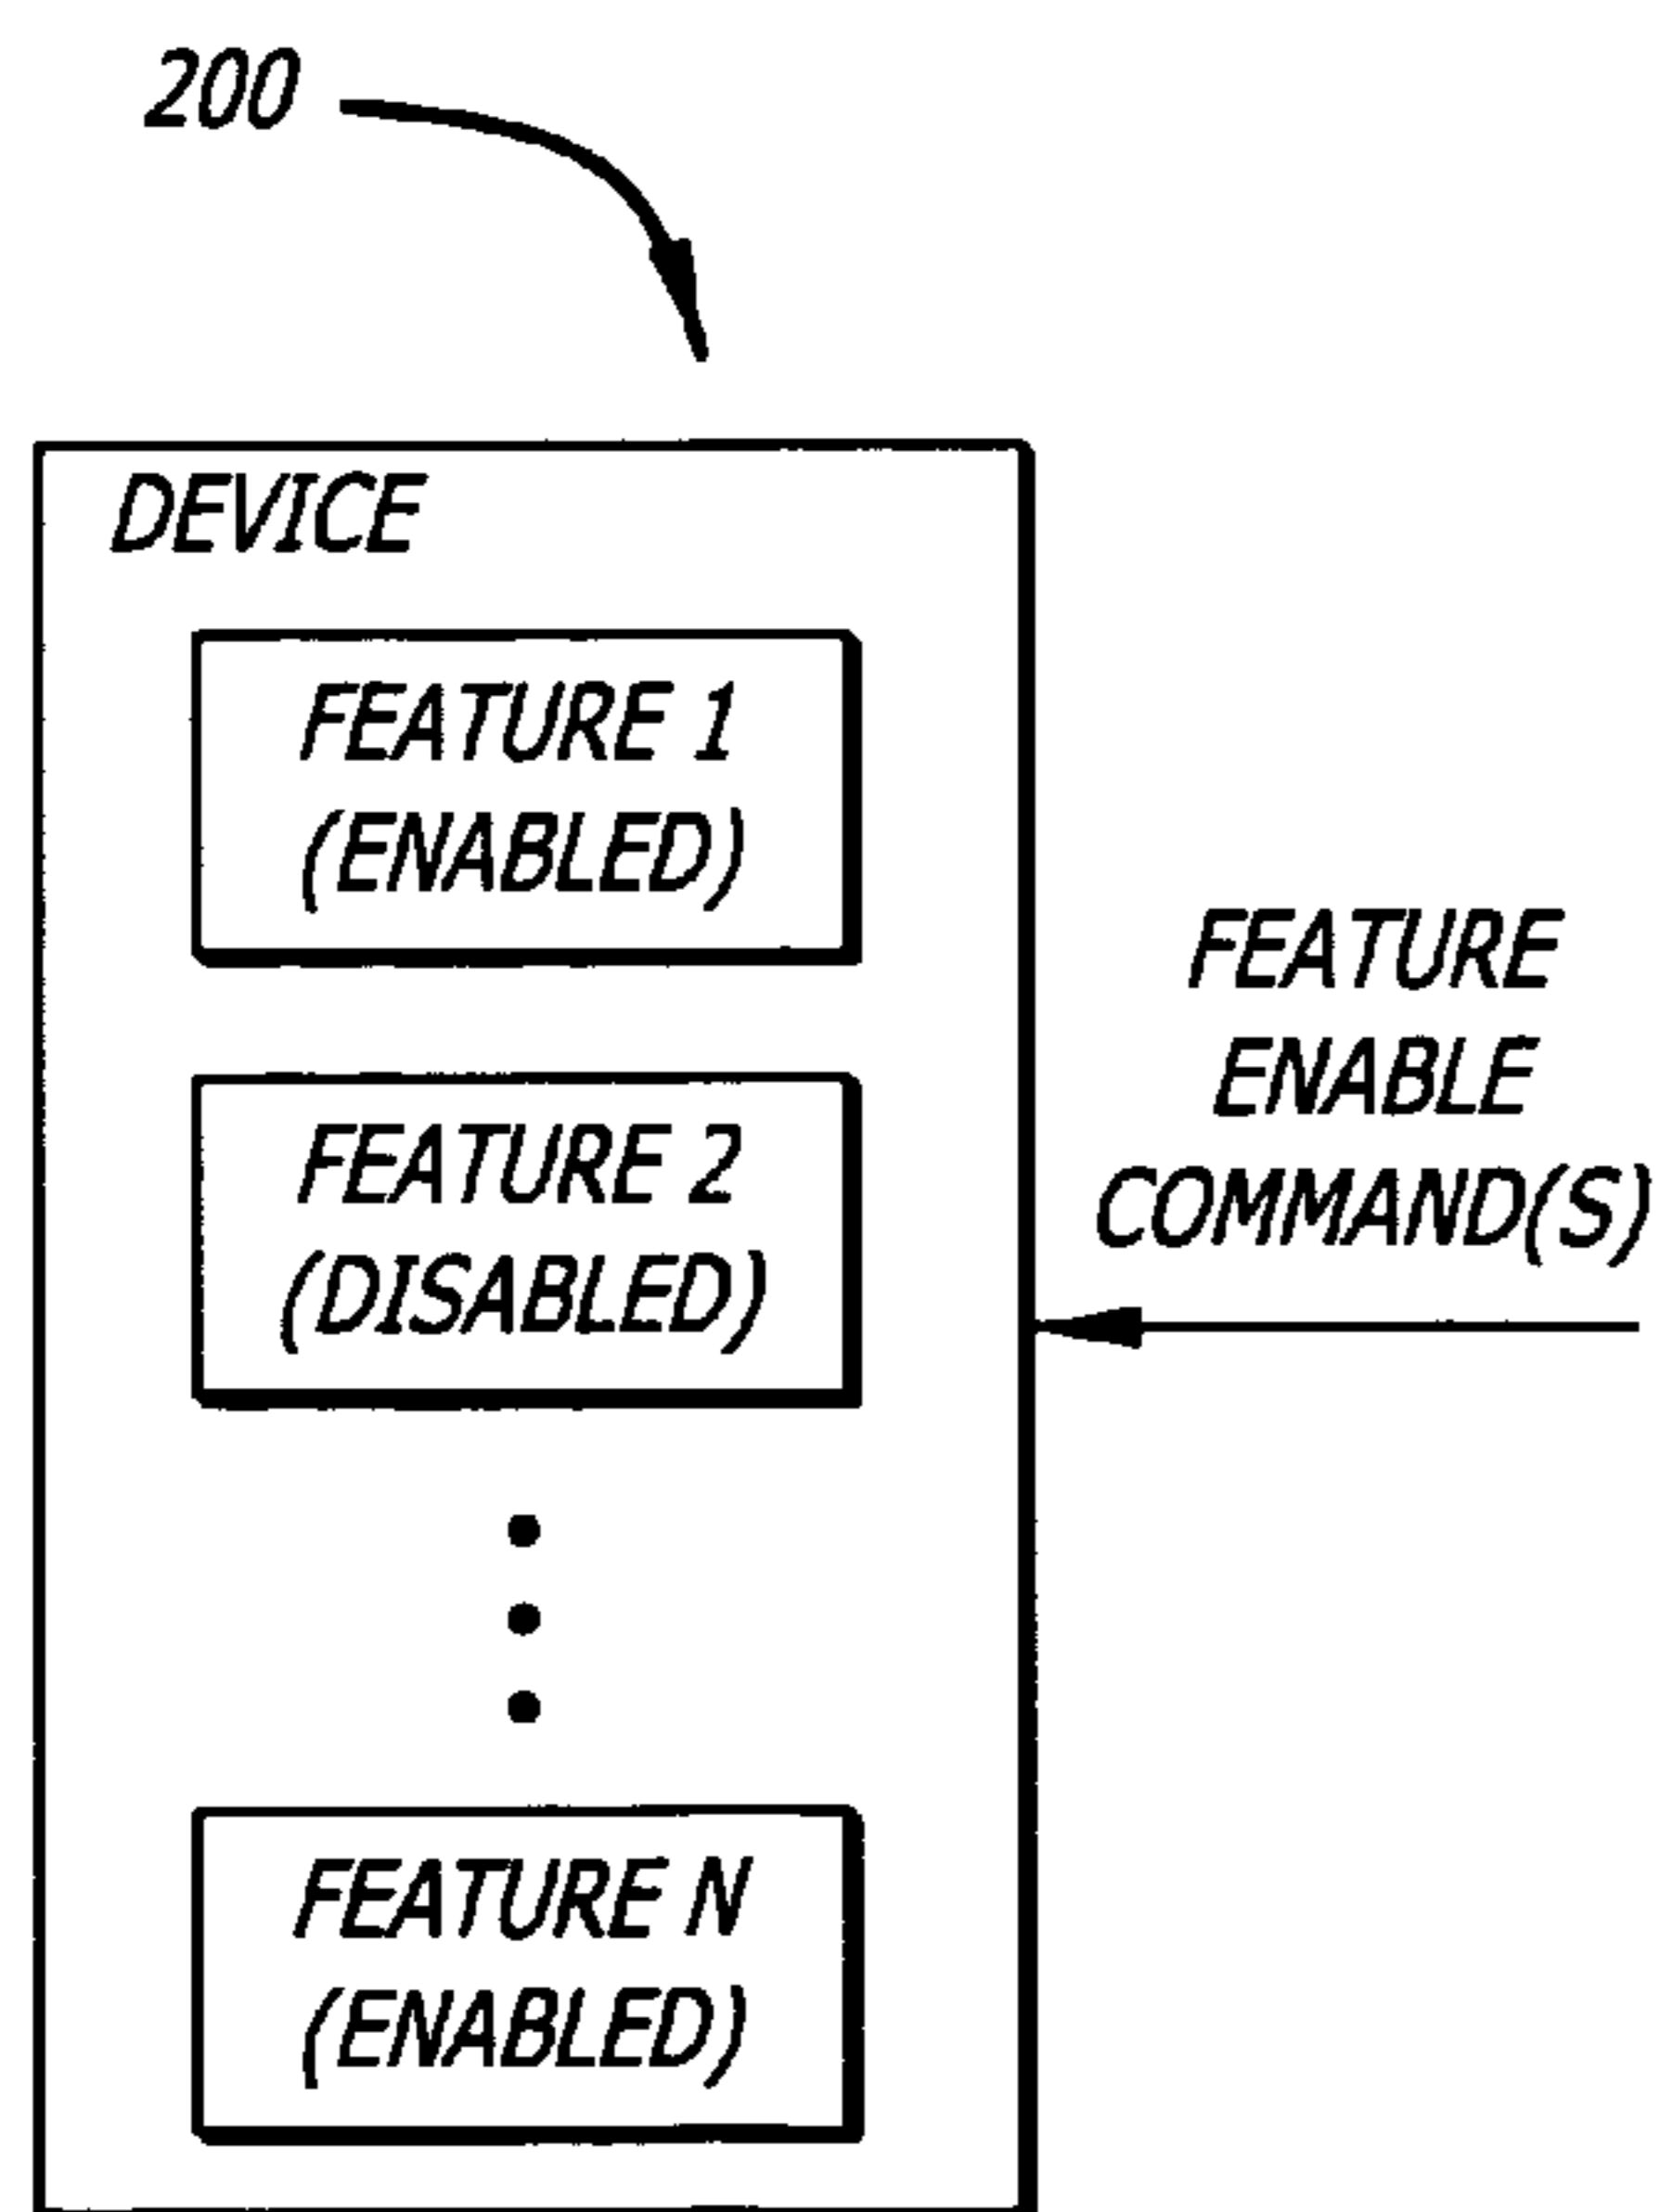 200
DEVICE
FEATURE 1
(ENABLED)
FEATURE
ENABLE
COMMAND(S)
FEATURE 2
(DISABLED)
FEATURE N
(ENABLED)